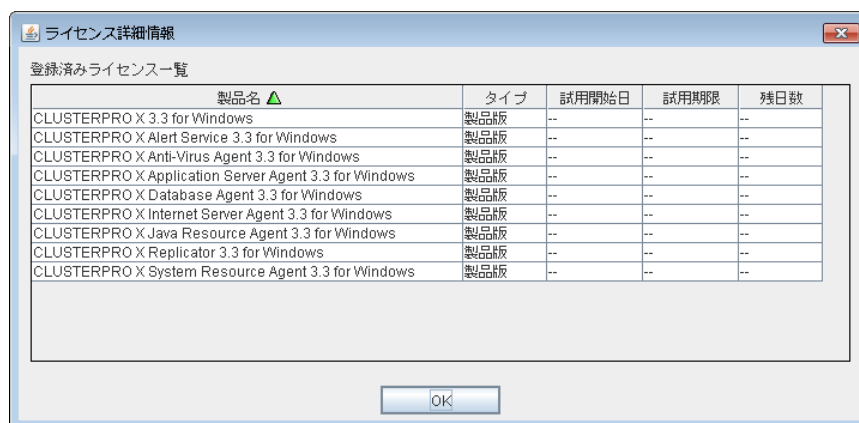 ライセンス詳細情報
登録済みライセンス一覧
製品名 タイプ 試用開始日 試用期限 残日数
CLUSTERPRO X 3.3 for Windows 製品版 -- -- --
CLUSTERPRO X Alert Service 3.3 for Windows 製品版 -- -- --
CLUSTERPRO X Anti-Virus Agent 3.3 for Windows 製品版 -- -- --
CLUSTERPRO X Application Server Agent 3.3 for Windows 製品版 -- -- --
CLUSTERPRO X Database Agent 3.3 for Windows 製品版 -- -- --
CLUSTERPRO X Internet Server Agent 3.3 for Windows 製品版 -- -- --
CLUSTERPRO X Java Resource Agent 3.3 for Windows 製品版 -- -- --
CLUSTERPRO X Replicator 3.3 for Windows 製品版 -- -- --
CLUSTERPRO X System Resource Agent 3.3 for Windows 製品版 -- -- --
OK